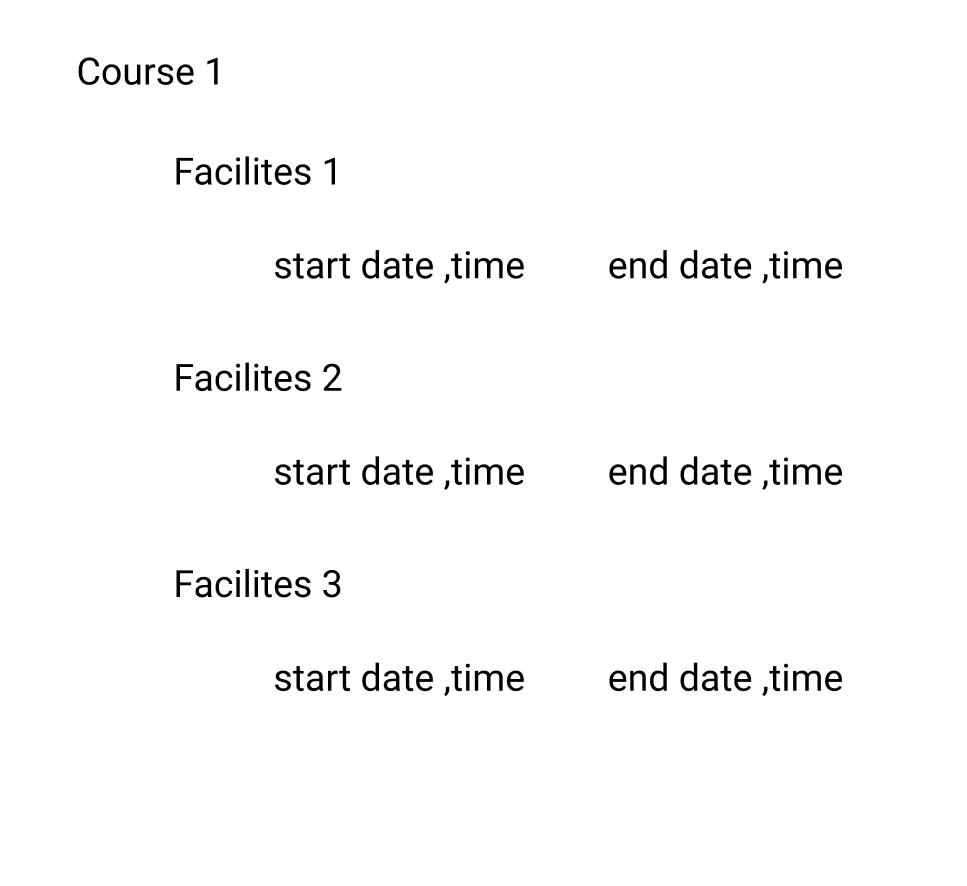 Course 1
Facilites 1
start date ,time end date ,time
Facilites 2
start date ,time end date ,time
Facilites 3
start date ,time end date ,time